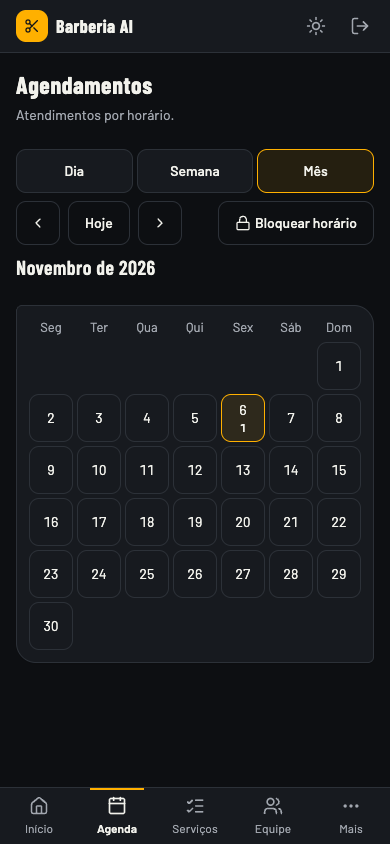 Barberia AI
Agendamentos
Atendimentos por horário.
Dia Semana Mês
Hoje Bloquear horário
Novembro de 2026
Seg Ter Qua Qui Sex Sáb Dom
1
2 3 4 5 6 7 8
1
9 10 11 12 13 14 15
16 17 18 19 20 21 22
23 24 25 26 27 28 29
30
Início Agenda Serviços Equipe Mais